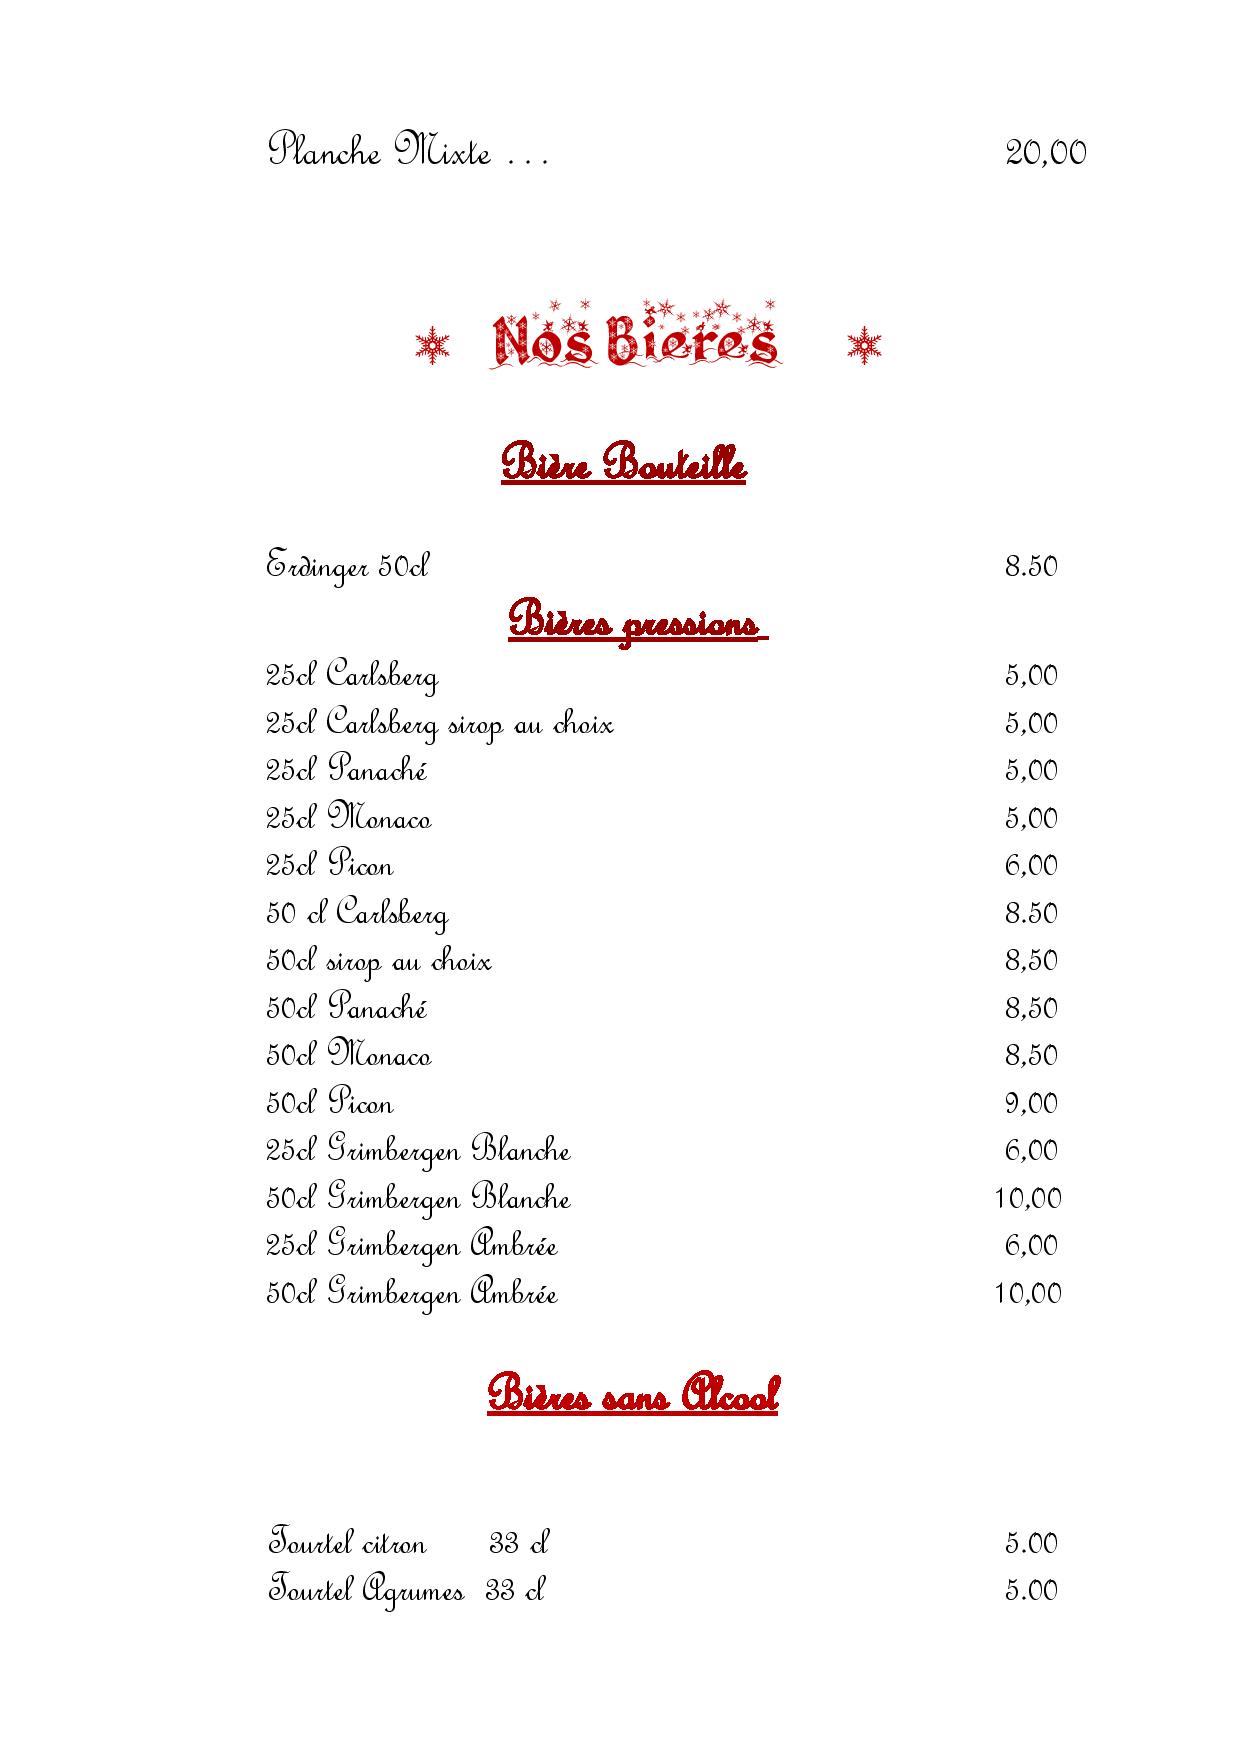 Planche Mixte ... 20,00
Nos Bieres
Bière Bouteille
Erdinger 50cl 8.50
Bières pressions
25cl Carlsberg 5,00
25cl Carlsberg sirop au choix 5,00
25cl Panaché 5,00
25cl Monaco 5,00
25cl Picon 6,00
50 cl Carlsberg 8.50
50cl sirop au choix 8,50
50cl Panaché 8,50
50cl Monaco 8,50
50cl Picon 9,00
25cl Grimbergen Blanche 6,00
50cl Grimbergen Blanche 10,00
25cl Grimbergen Ambrée 6,00
50cl Grimbergen Ambrée 10,00
Bières sans Alcool
Tourtel citron 33 cl 5.00
Tourtel Agrumes 33 cl 5.00